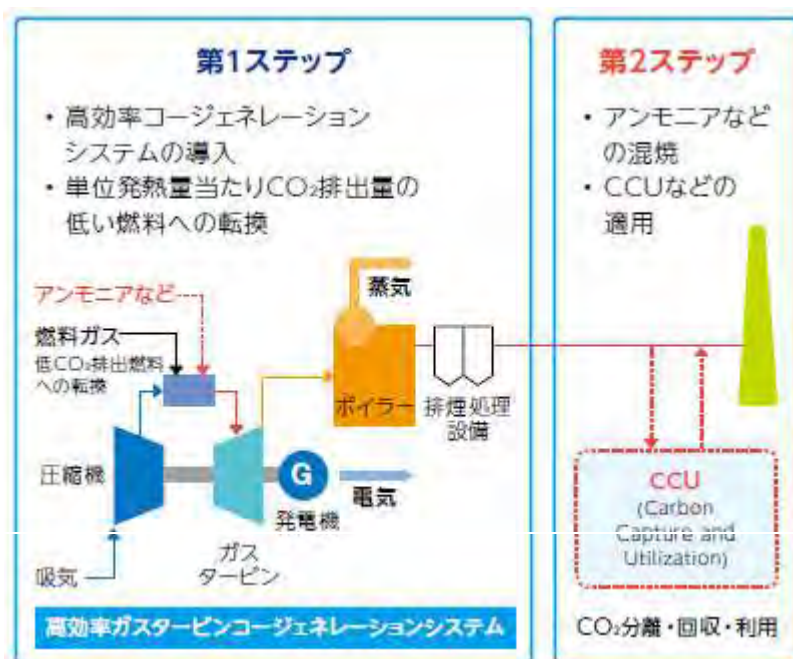 第1ステップ
・高効率コージェネレーション
システムの導入
・単位発熱量当たりCO₂排出量の
低い燃料への転換
アンモニアなど
燃料ガス
低CO₂排出燃料
への転換
蒸気
ボイラー
排煙処理
設備
圧縮機
G
発電機
電気
ガス
タービン
吸気
高効率ガスタービンコージェネレーションシステム
第2ステップ
・アンモニアなど
の混焼
・CCUなどの
適用
CCU
(Carbon
Capture and
Utilization)
CO₂分離・回収・利用